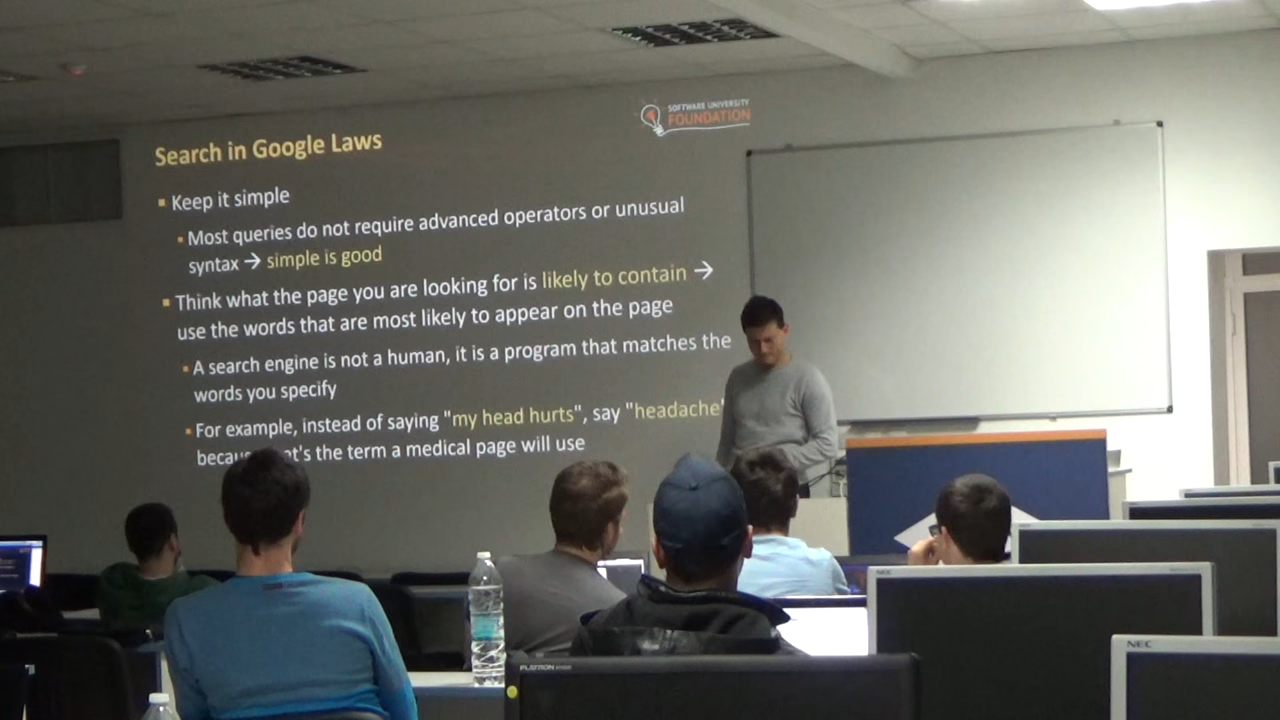 SOFTWARE UNIVERSITY
FOUNDATION
Search in Google Laws
▪ Keep it simple
▪ Most queries do not require advanced operators or unusual
syntax → simple is good
▪ Think what the page you are looking for is likely to contain →
use the words that are most likely to appear on the page
▪ A search engine is not a human, it is a program that matches the
words you specify
▪ For example, instead of saying "my head hurts", say "headache"
the term a medical page will use
PLATRON
NEC
NEC